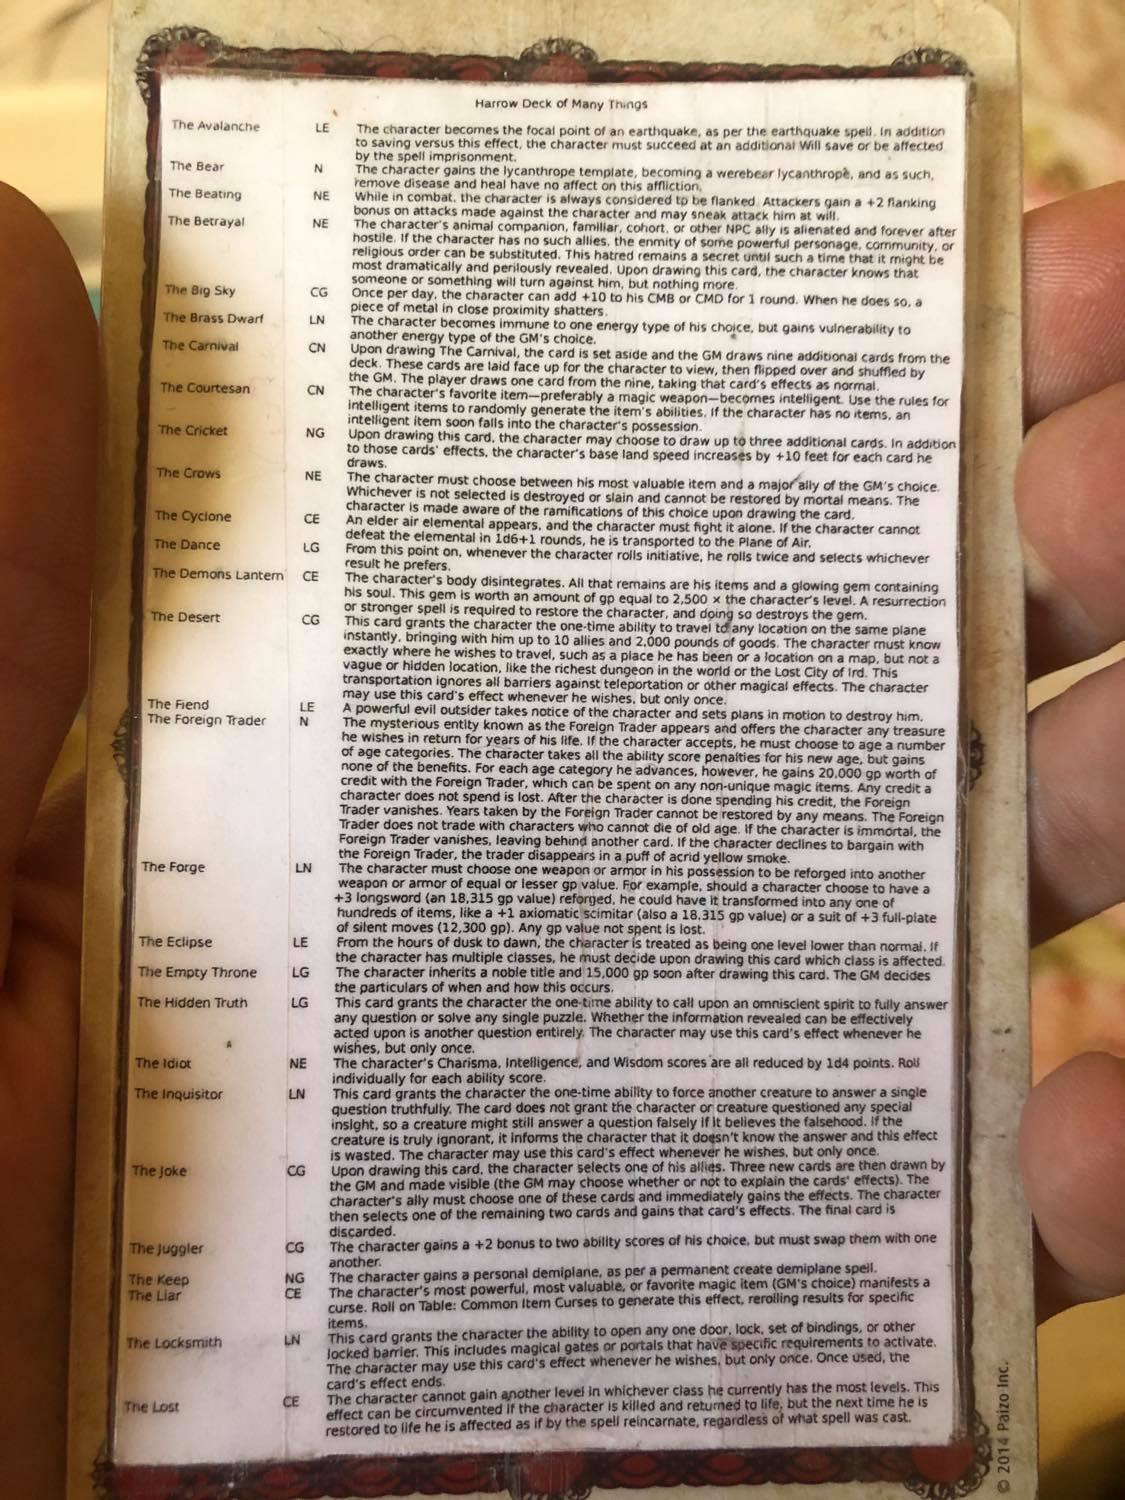 Harrow Deck of Many Things
The Avalanche LE The character becomes the focal point of an earthquake, as per the earthquake spell. In addition
to saving versus this effect, the character must succeed at an additional Will save or be affected
by the spell imprisonment.
The Bear N The character gains the lycanthrope template, becoming a werebear lycanthrope, and as such,
remove disease and heal have no affect on this affliction.
The Beating NE While in combat, the character is always considered to be flanked. Attackers gain a +2 flanking
bonus on attacks made against the character and may sneak attack him at will.
The Betrayal NE The character's animal companion, familiar, cohort, or other NPC ally is alienated and forever after
hostile. If the character has no such allies, the enmity of some powerful personage, community, or
religious order can be substituted. This hatred remains a secret until such a time that it might be
most dramatically and perilously revealed. Upon drawing this card, the character knows that
someone or something will turn against him, but nothing more.
The Big Sky CG Once per day, the character can add +10 to his CMB or CMD for 1 round. When he does so, a
piece of metal in close proximity shatters.
The Brass Dwarf LN The character becomes immune to one energy type of his choice, but gains vulnerability to
another energy type of the GM's choice.
The Carnival CN Upon drawing The Carnival, the card is set aside and the GM draws nine additional cards from the
deck. These cards are laid face up for the character to view, then flipped over and shuffled by
the GM. The player draws one card from the nine, taking that card's effects as normal.
The Courtesan CN The character's favorite item—preferably a magic weapon—becomes intelligent. Use the rules for
intelligent items to randomly generate the item's abilities. If the character has no items, an
intelligent item soon falls into the character's possession.
The Cricket NG Upon drawing this card, the character may choose to draw up to three additional cards. In addition
to those cards' effects, the character's base land speed increases by +10 feet for each card he
draws.
The Crows NE The character must choose between his most valuable item and a major ally of the GM's choice.
Whichever is not selected is destroyed or slain and cannot be restored by mortal means. The
character is made aware of the ramifications of this choice upon drawing the card.
The Cyclone CE An elder air elemental appears, and the character must fight it alone. If the character cannot
defeat the elemental in 1d6+1 rounds, he is transported to the Plane of Air.
The Dance LG From this point on, whenever the character rolls initiative, he rolls twice and selects whichever
result he prefers.
The Demons Lantern CE The character's body disintegrates. All that remains are his items and a glowing gem containing
his soul. This gem is worth an amount of gp equal to 2,500 × the character's level. A resurrection
or stronger spell is required to restore the character, and doing so destroys the gem.
The Desert CG This card grants the character the one-time ability to travel to any location on the same plane
instantly, bringing with him up to 10 allies and 2,000 pounds of goods. The character must know
exactly where he wishes to travel, such as a place he has been or a location on a map, but not a
vague or hidden location, like the richest dungeon in the world or the Lost City of Ird. This
transportation ignores all barriers against teleportation or other magical effects. The character
may use this card's effect whenever he wishes, but only once.
The Fiend LE A powerful evil outsider takes notice of the character and sets plans in motion to destroy him.
The Foreign Trader N The mysterious entity known as the Foreign Trader appears and offers the character any treasure
he wishes in return for years of his life. If the character accepts, he must choose to age a number
of age categories. The character takes all the ability score penalties for his new age, but gains
none of the benefits. For each age category he advances, however, he gains 20,000 gp worth of
credit with the Foreign Trader, which can be spent on any non-unique magic items. Any credit a
character does not spend is lost. After the character is done spending his credit, the Foreign
Trader vanishes. Years taken by the Foreign Trader cannot be restored by any means. The Foreign
Trader does not trade with characters who cannot die of old age. If the character is immortal, the
Foreign Trader vanishes, leaving behind another card. If the character declines to bargain with
the Foreign Trader, the trader disappears in a puff of acrid yellow smoke.
The Forge LN The character must choose one weapon or armor in his possession to be reforged into another
weapon or armor of equal or lesser gp value. For example, should a character choose to have a
+3 longsword (an 18,315 gp value) reforged, he could have it transformed into any one of
hundreds of items, like a +1 axiomatic scimitar (also a 18,315 gp value) or a suit of +3 full-plate
of silent moves (12,300 gp). Any gp value not spent is lost.
The Eclipse LE From the hours of dusk to dawn, the character is treated as being one level lower than normal. If
the character has multiple classes, he must decide upon drawing this card which class is affected.
The Empty Throne LG The character inherits a noble title and 15,000 gp soon after drawing this card. The GM decides
the particulars of when and how this occurs.
The Hidden Truth LG This card grants the character the one-time ability to call upon an omniscient spirit to fully answer
any question or solve any single puzzle. Whether the information revealed can be effectively
acted upon is another question entirely. The character may use this card's effect whenever he
wishes, but only once.
The Idiot NE The character's Charisma, Intelligence, and Wisdom scores are all reduced by 1d4 points. Roll
individually for each ability score.
The Inquisitor LN This card grants the character the one-time ability to force another creature to answer a single
question truthfully. The card does not grant the character or creature questioned any special
insight, so a creature might still answer a question falsely if it believes the falsehood. If the
creature is truly ignorant, it informs the character that it doesn't know the answer and this effect
is wasted. The character may use this card's effect whenever he wishes, but only once.
The Joke CG Upon drawing this card, the character selects one of his allies. Three new cards are then drawn by
the GM and made visible (the GM may choose whether or not to explain the cards' effects). The
character's ally must choose one of these cards and immediately gains the effects. The character
then selects one of the remaining two cards and gains that card's effects. The final card is
discarded.
The Juggler CG The character gains a +2 bonus to two ability scores of his choice, but must swap them with one
another.
The Keep NG The character gains a personal demiplane, as per a permanent create demiplane spell.
The Liar CE The character's most powerful, most valuable, or favorite magic item (GM's choice) manifests a
curse. Roll on Table: Common Item Curses to generate this effect, rerolling results for specific
items.
The Locksmith LN This card grants the character the ability to open any one door, lock, set of bindings, or other
locked barrier. This includes magical gates or portals that have specific requirements to activate.
The character may use this card's effect whenever he wishes, but only once. Once used, the
card's effect ends.
The Lost CE The character cannot gain another level in whichever class he currently has the most levels. This
effect can be circumvented if the character is killed and returned to life, but the next time he is
restored to life he is affected as if by the spell reincarnate, regardless of what spell was cast.
© 2014 Paizo Inc.